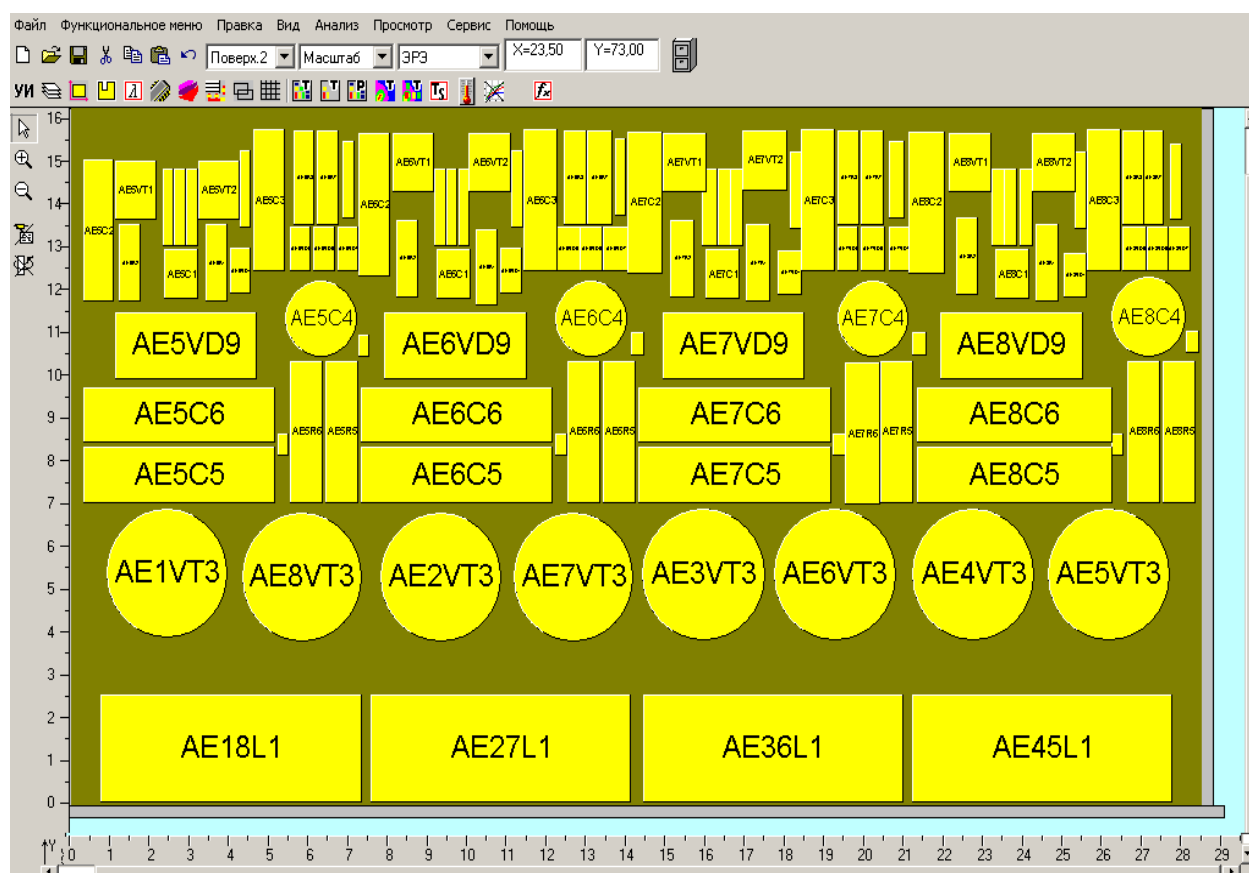 Файл Функциональное меню Правка Вид Анализ Просмотр Сервис Помощь
Поверх.2 Масштаб ЭРЭ X=23,50 Y=73,00
УИ λ T T P T T Ts fx
16
15
14
13
12
11
10
9
8
7
6
5
4
3
2
1
0
AE5VT1 AE5VT2 AE6VT1 AE6VT2 AE7VT1 AE7VT2 AE8VT1 AE8VT2
AE5C2 AE5C3 AE6C2 AE6C3 AE7C2 AE7C3 AE8C2 AE8C3
AE5C1 AE6C1 AE7C1 AE8C1
AE5C4 AE6C4 AE7C4 AE8C4
AE5VD9 AE6VD9 AE7VD9 AE8VD9
AE5C6 AE6C6 AE7C6 AE8C6
AE5R6 AE5R5 AE6R6 AE6R5 AE7R6 AE7R5 AE8R6 AE8R5
AE5C5 AE6C5 AE7C5 AE8C5
AE1VT3 AE8VT3 AE2VT3 AE7VT3 AE3VT3 AE6VT3 AE4VT3 AE5VT3
AE18L1 AE27L1 AE36L1 AE45L1
Y 0 1 2 3 4 5 6 7 8 9 10 11 12 13 14 15 16 17 18 19 20 21 22 23 24 25 26 27 28 29